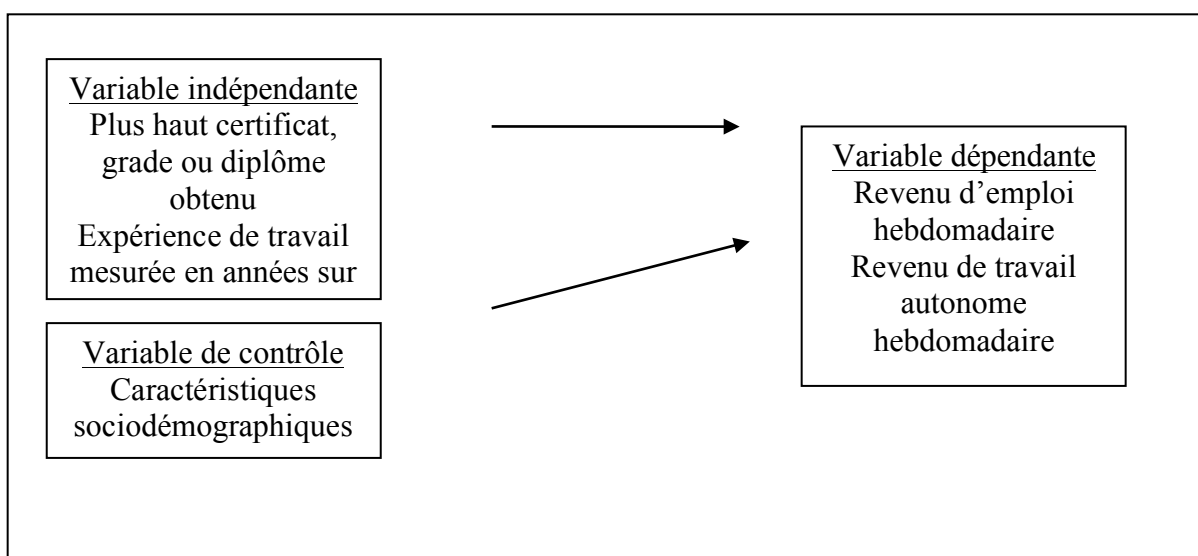 Variable indépendante
Plus haut certificat,
grade ou diplôme
obtenu
Expérience de travail
mesurée en années sur
Variable de contrôle
Caractéristiques
sociodémographiques
Variable dépendante
Revenu d’emploi
hebdomadaire
Revenu de travail
autonome
hebdomadaire